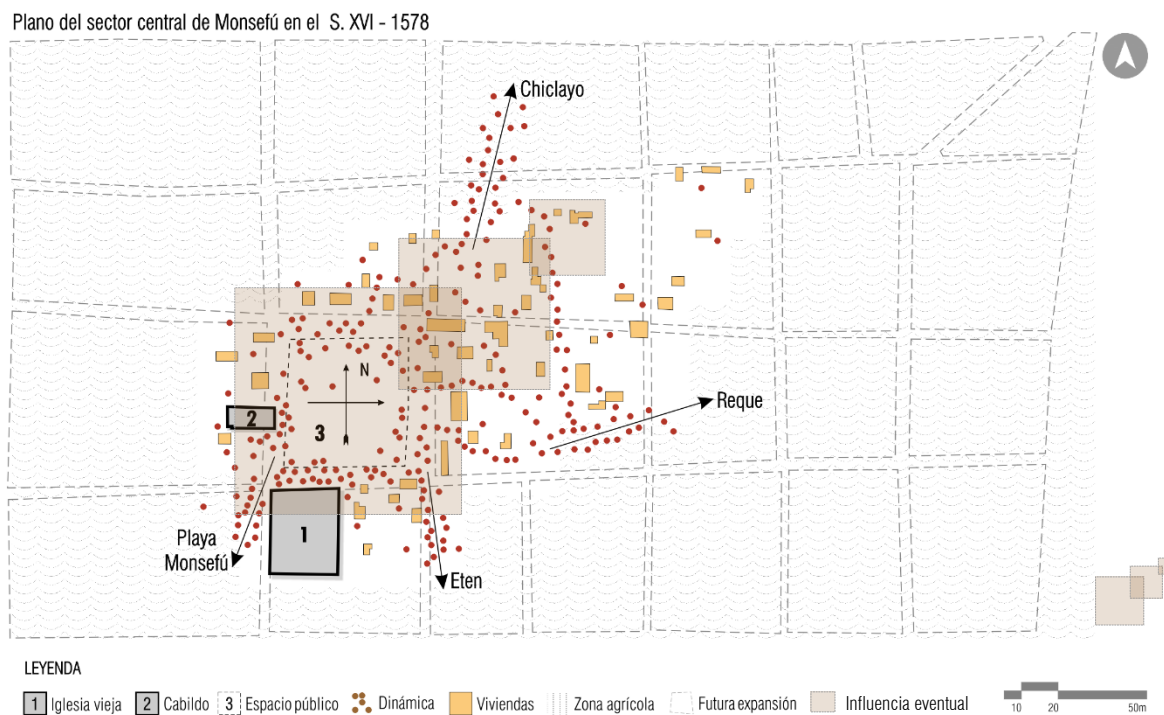 Plano del sector central de Monsefú en el S. XVI - 1578
Chiclayo
N
Reque
2
3
1
Playa
Monsefú
Eten
LEYENDA
1 Iglesia vieja 2 Cabildo 3 Espacio público Dinámica Viviendas Zona agrícola Futura expansión Influencia eventual
10 20 50m